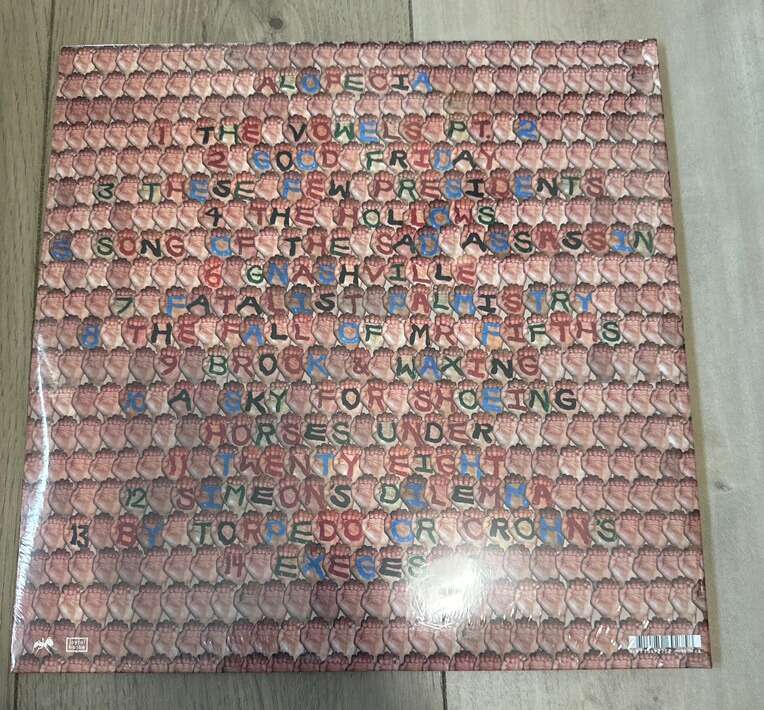 ALOPECIA
1 THE VOWELS PT. 2
2 GOOD FRIDAY
3 THESE FEW PRESIDENTS
4 THE HOLLOWS
5 SONG OF THE SAD ASSASSIN
6 GNASHVILLE
7 FATALIST PALMISTRY
8 THE FALL OF MR FIFTHS
9 BROOK & WAXING
10 A SKY FOR SHOEING
HORSES UNDER
11 TWENTY EIGHT
12 SIMEONS DILEMMA
13 BY TORPEDO OR CROHN'S
14 EXEGES